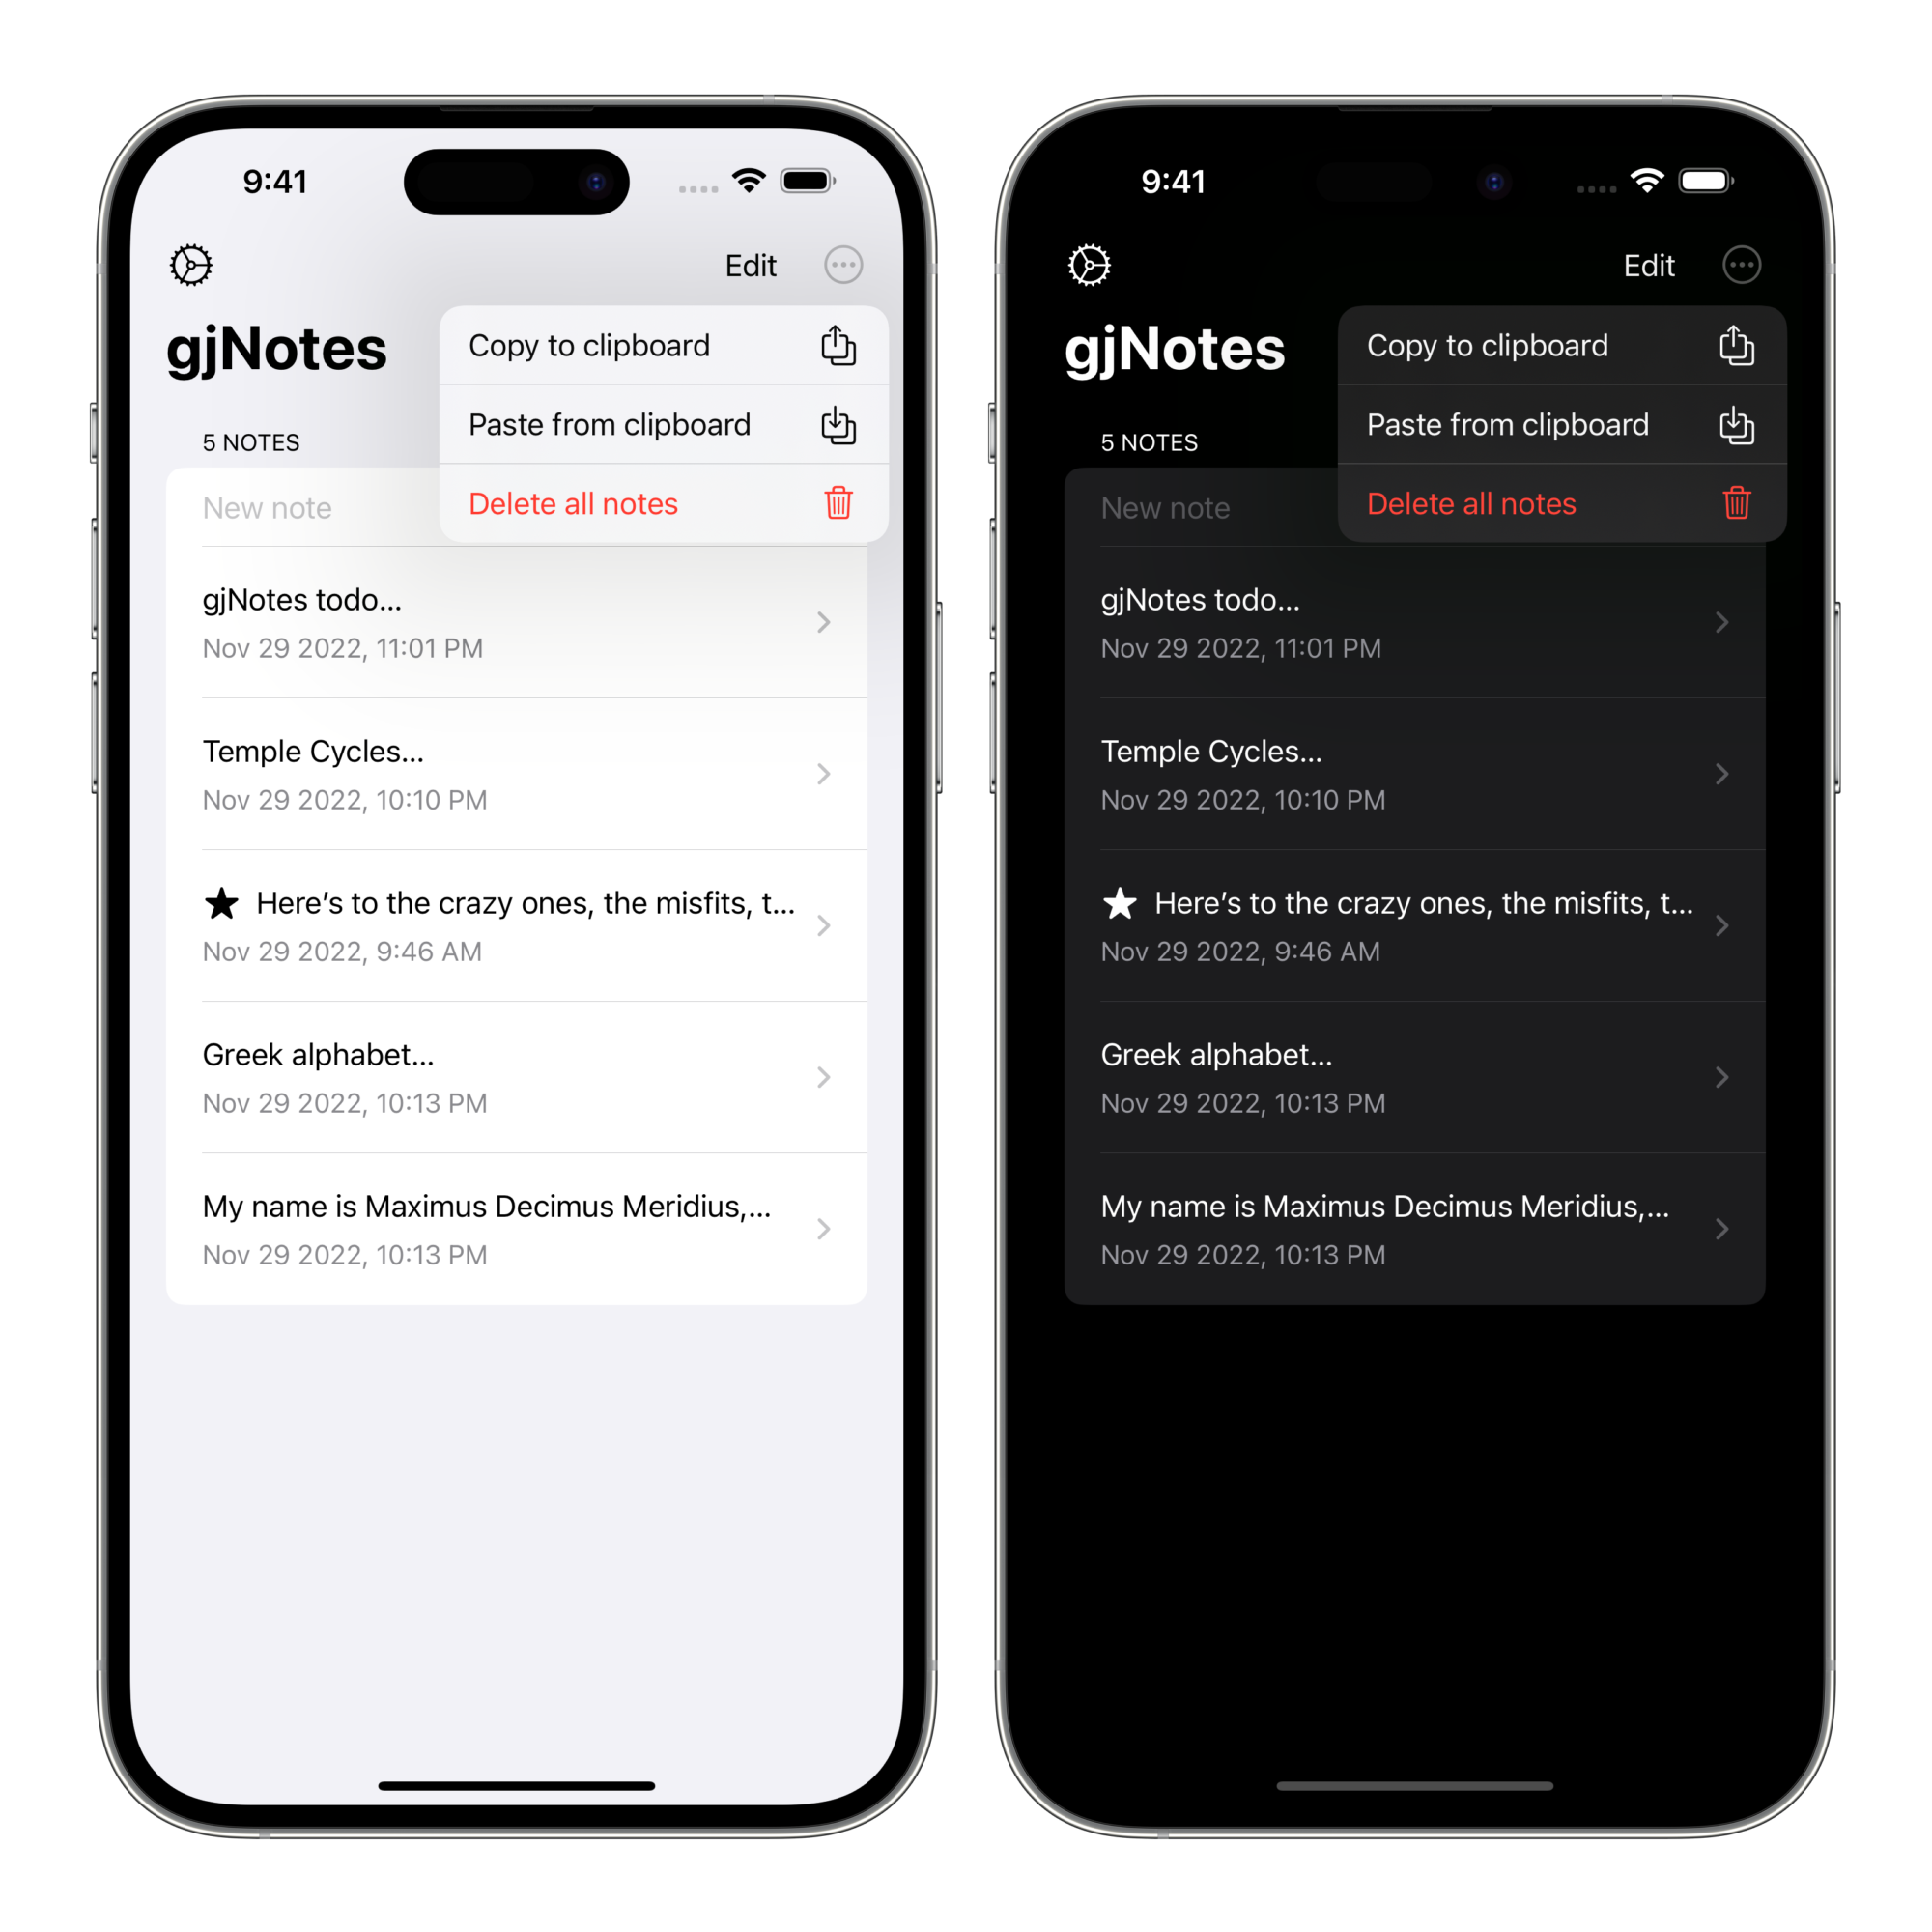 9:41
Edit
gjNotes
Copy to clipboard
Paste from clipboard
Delete all notes
5 NOTES
New note
gjNotes todo...
Nov 29 2022, 11:01 PM
Temple Cycles...
Nov 29 2022, 10:10 PM
Here’s to the crazy ones, the misfits, t...
Nov 29 2022, 9:46 AM
Greek alphabet...
Nov 29 2022, 10:13 PM
My name is Maximus Decimus Meridius,...
Nov 29 2022, 10:13 PM
9:41
Edit
gjNotes
Copy to clipboard
Paste from clipboard
Delete all notes
5 NOTES
New note
gjNotes todo...
Nov 29 2022, 11:01 PM
Temple Cycles...
Nov 29 2022, 10:10 PM
Here’s to the crazy ones, the misfits, t...
Nov 29 2022, 9:46 AM
Greek alphabet...
Nov 29 2022, 10:13 PM
My name is Maximus Decimus Meridius,...
Nov 29 2022, 10:13 PM